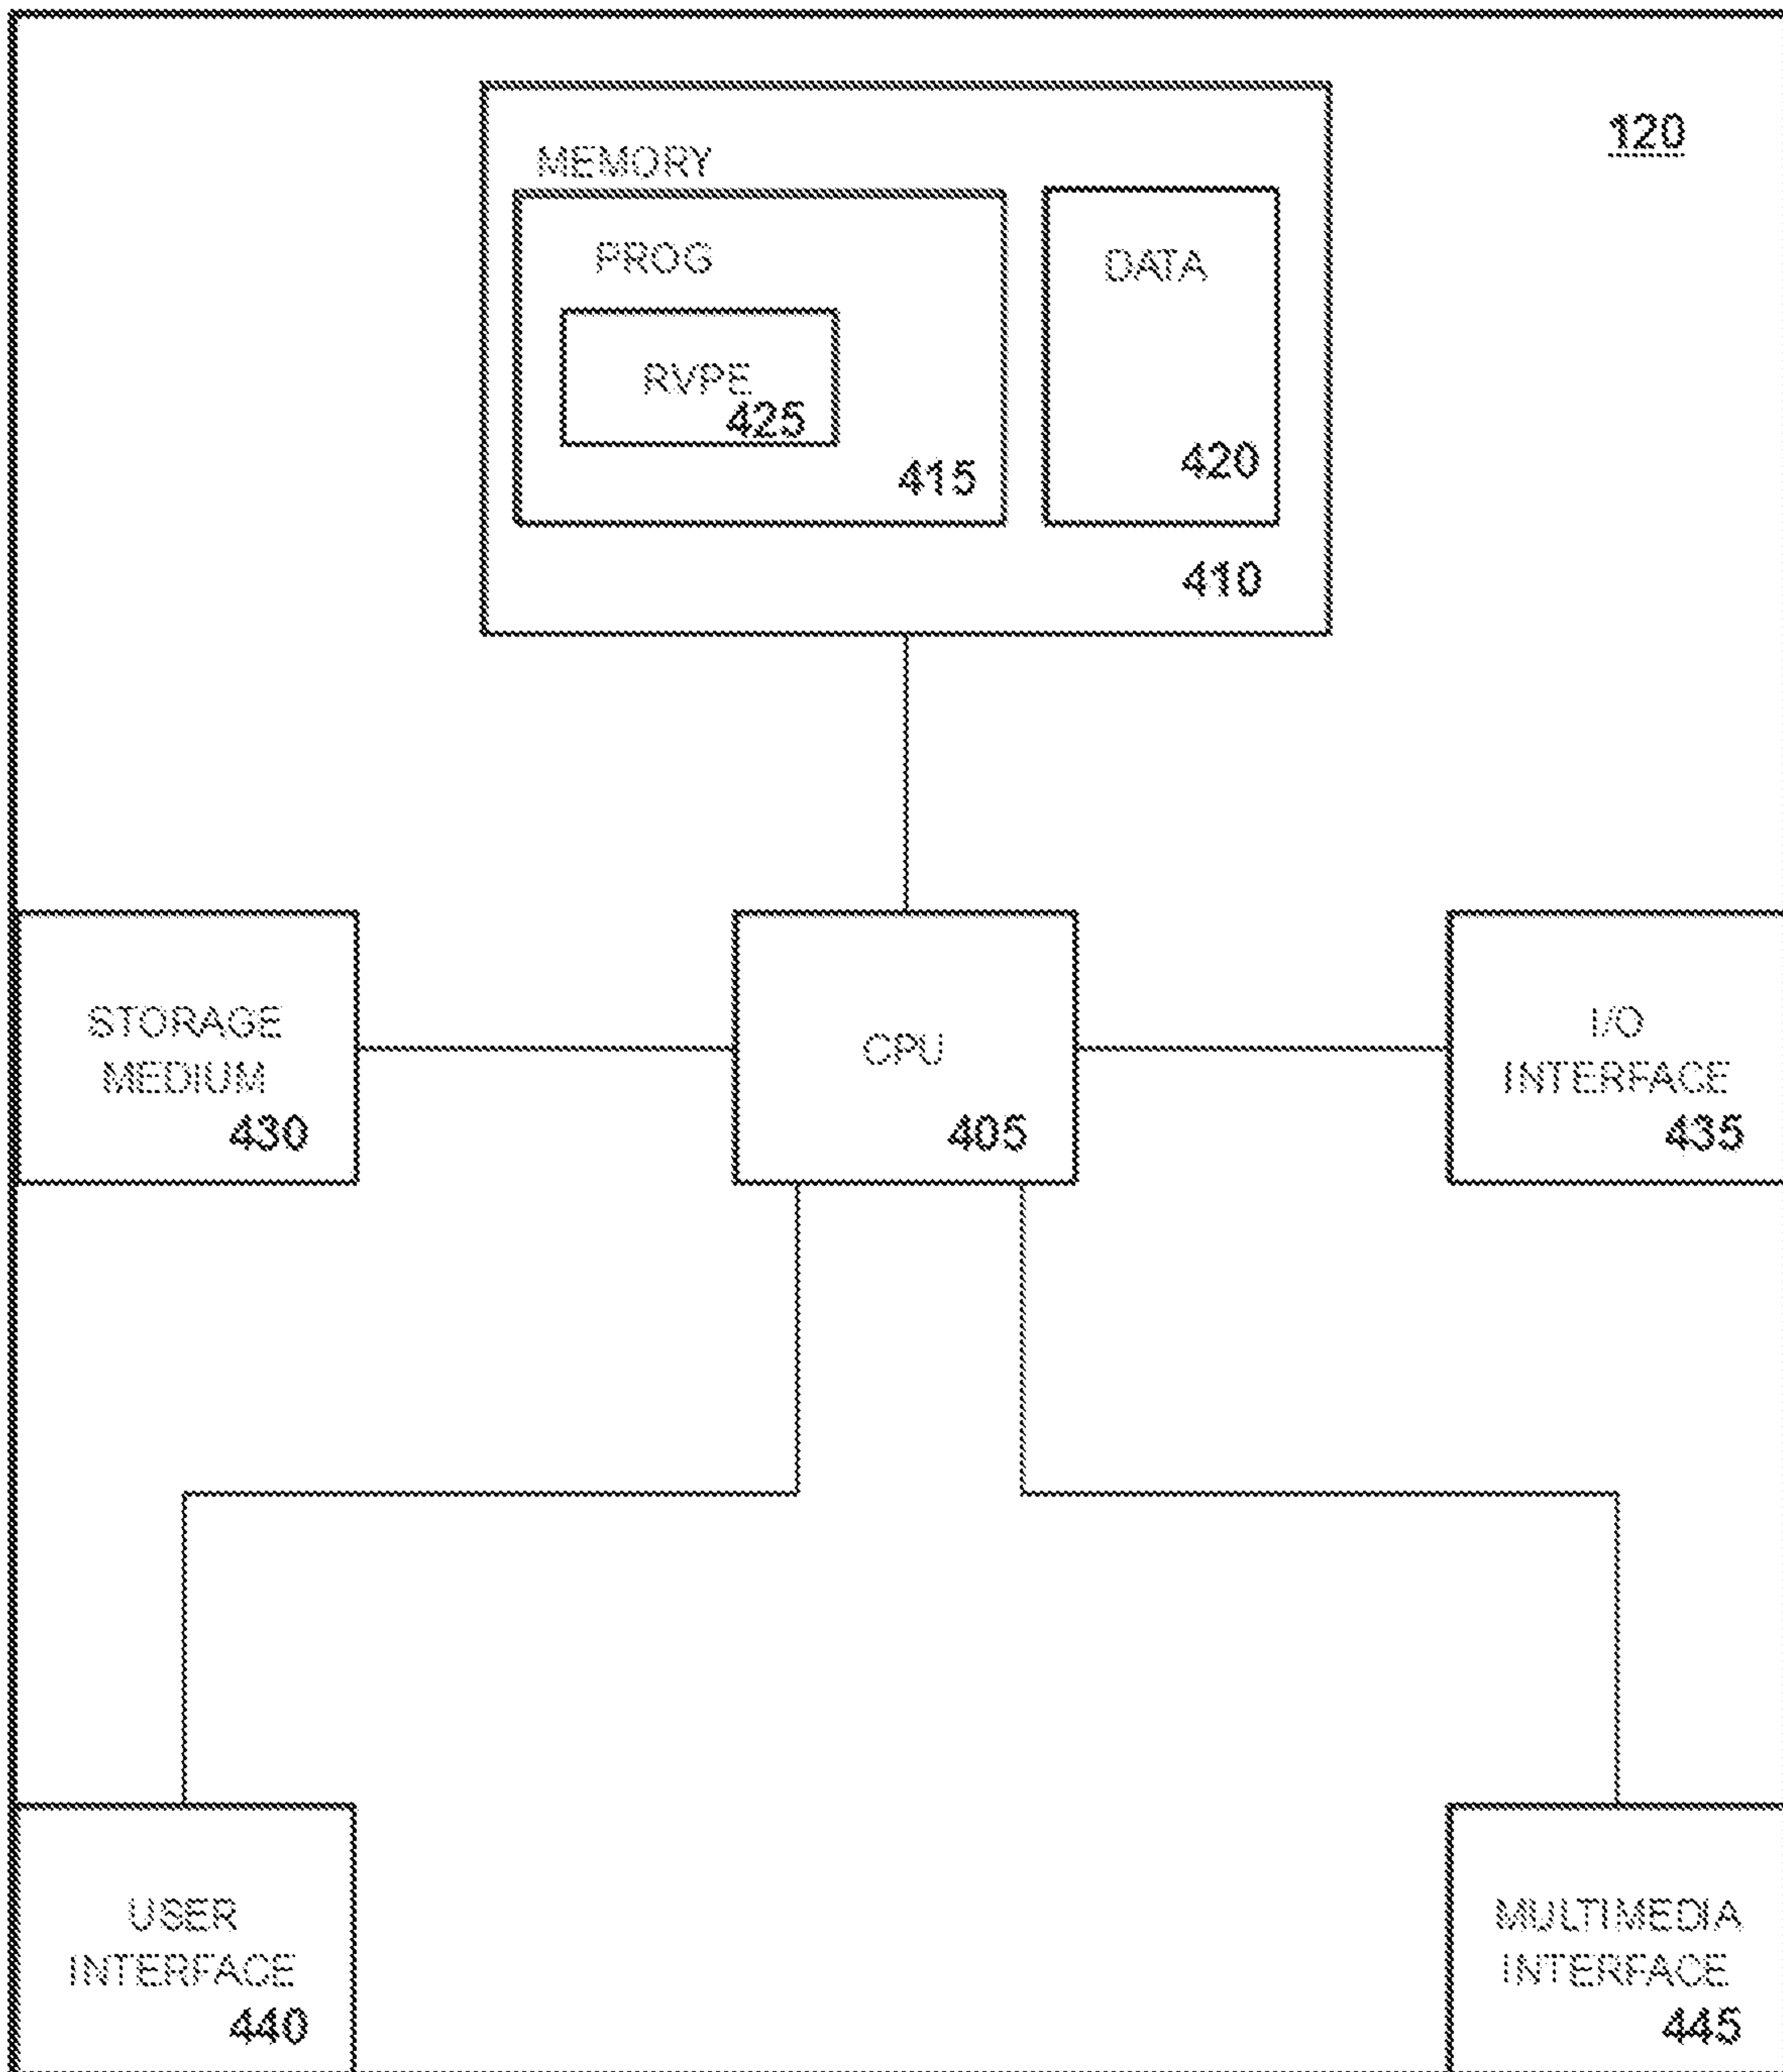 120
MEMORY
PROG
DATA
RVPE
425
415
420
410
STORAGE
MEDIUM
430
CPU
405
I/O
INTERFACE
435
USER
INTERFACE
440
MULTIMEDIA
INTERFACE
445